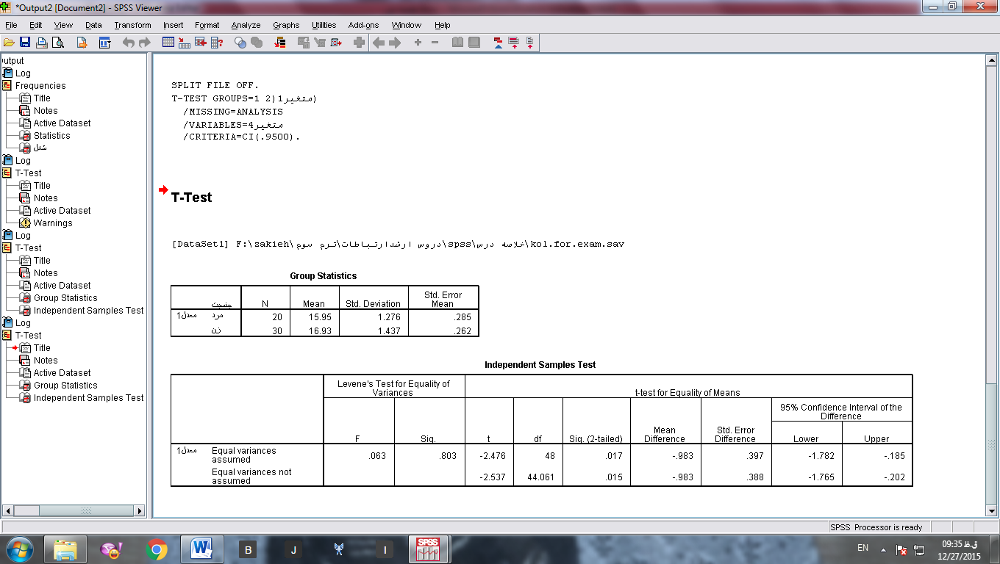 *Output2 [Document2] - SPSS Viewer
File Edit View Data Transform Insert Format Analyze Graphs Utilities Add-ons Window Help
utput
Log
Frequencies
Title
Notes
Active Dataset
Statistics
شغل
Log
T-Test
Title
Notes
Active Dataset
Warnings
Log
T-Test
Title
Notes
Active Dataset
Group Statistics
Independent Samples Test
Log
T-Test
Title
Notes
Active Dataset
Group Statistics
Independent Samples Test
SPLIT FILE OFF.
T-TEST GROUPS=متغیر1(2 1)
/MISSING=ANALYSIS
/VARIABLES=متغیر4
/CRITERIA=CI(.9500).
T-Test
[DataSet1] F:\zakieh\دروس ارشدارتباطات\ترم سوم\spss\خلاصه درس\kol.for.exam.sav
Group Statistics
جنسیت N Mean Std. Deviation Std. Error Mean
معدل1 مرد 20 15.95 1.276 .285
زن 30 16.93 1.437 .262
Independent Samples Test
Levene's Test for Equality of Variances t-test for Equality of Means
95% Confidence Interval of the Difference
F Sig. t df Sig. (2-tailed) Mean Difference Std. Error Difference Lower Upper
معدل1 Equal variances assumed .063 .803 -2.476 48 .017 -.983 .397 -1.782 -.185
Equal variances not assumed -2.537 44.061 .015 -.983 .388 -1.765 -.202
SPSS Processor is ready
B J I SPSS EN 09:35 ق.ظ
12/27/2015